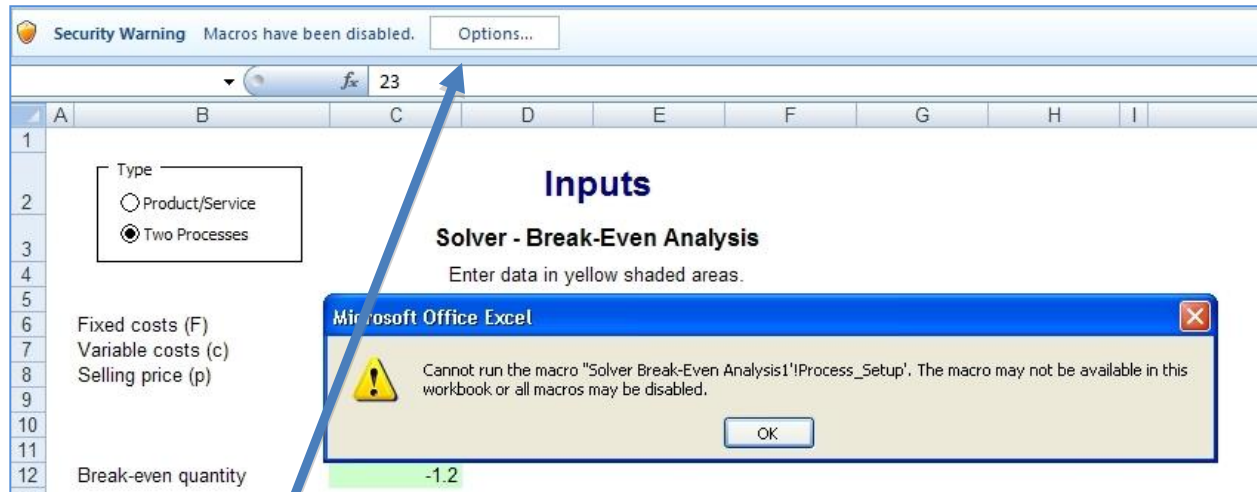 Security Warning Macros have been disabled. Options...
fx 23
A B C D E F G H I
1
Type
2 Product/Service Inputs
Two Processes
3 Solver - Break-Even Analysis
4 Enter data in yellow shaded areas.
5
6 Fixed costs (F) Microsoft Office Excel
7 Variable costs (c) Cannot run the macro "Solver Break-Even Analysis1'!Process_Setup'. The macro may not be available in this
8 Selling price (p) workbook or all macros may be disabled.
9
10 OK
11
12 Break-even quantity -1.2